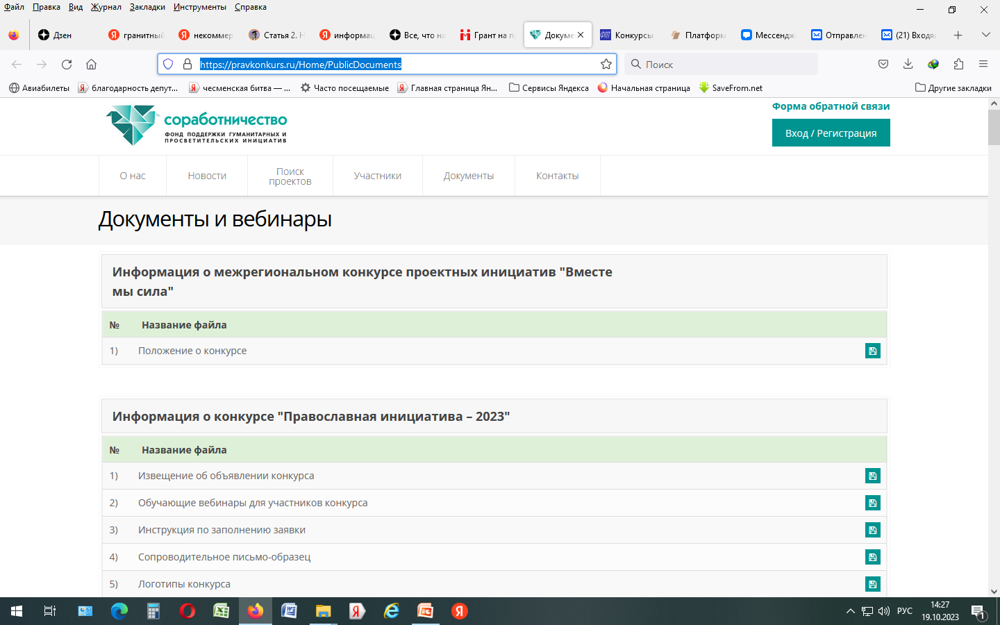 Файл Правка Вид Журнал Закладки Инструменты Справка
Дзен
гранитный
некоммер
Статья 2. Н
информац
Все, что на
Грант на п
Докуме
Конкурсы
Платформ
Мессендж
Отправлен
(21) Входя
https://pravkonkurs.ru/Home/PublicDocuments
Поиск
Авиабилеты
благодарность депут...
чесменская битва — ...
Часто посещаемые
Главная страница Ян...
Сервисы Яндекса
Начальная страница
SaveFrom.net
Другие закладки
соработничество
ФОНД ПОДДЕРЖКИ ГУМАНИТАРНЫХ И
ПРОСВЕТИТЕЛЬСКИХ ИНИЦИАТИВ
Форма обратной связи
Вход / Регистрация
О нас
Новости
Поиск
проектов
Участники
Документы
Контакты
Документы и вебинары
Информация о межрегиональном конкурсе проектных инициатив "Вместе
мы сила"
№ Название файла
1) Положение о конкурсе
Информация о конкурсе "Православная инициатива – 2023"
№ Название файла
1) Извещение об объявлении конкурса
2) Обучающие вебинары для участников конкурса
3) Инструкция по заполнению заявки
4) Сопроводительное письмо-образец
5) Логотипы конкурса
РУС
14:27
19.10.2023
1